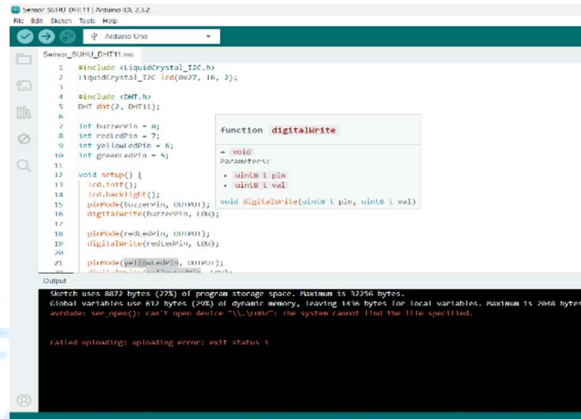 Sensor_SUHU_DHT11 | Arduino IDE 2.3.2
File Edit Sketch Tools Help
Arduino Uno
Sensor_SUHU_DHT11.ino
1 #include <LiquidCrystal_I2C.h>
2 LiquidCrystal_I2C lcd(0x27, 16, 2);
3
4 #include <DHT.h>
5 DHT dht(2, DHT11);
6
7 int buzzerPin = 8;
8 int redLedPin = 7;
9 int yellowLedPin = 6;
10 int greenLedPin = 5;
11
12 void setup() {
13 lcd.init();
14 lcd.backlight();
15 pinMode(buzzerPin, OUTPUT);
16 digitalWrite(buzzerPin, LOW);
17
18 pinMode(redLedPin, OUTPUT);
19 digitalWrite(redLedPin, LOW);
20
21 pinMode(yellowLedPin, OUTPUT);
function digitalWrite
→ void
Parameters:
• uint8_t pin
• uint8_t val
void digitalWrite(uint8_t pin, uint8_t val)
Output
Sketch uses 8872 bytes (27%) of program storage space. Maximum is 32256 bytes.
Global variables use 612 bytes (29%) of dynamic memory, leaving 1436 bytes for local variables. Maximum is 2048 bytes
avrdude: ser_open(): can't open device : the system cannot find the file specified.
Failed uploading: uploading error: exit status 1